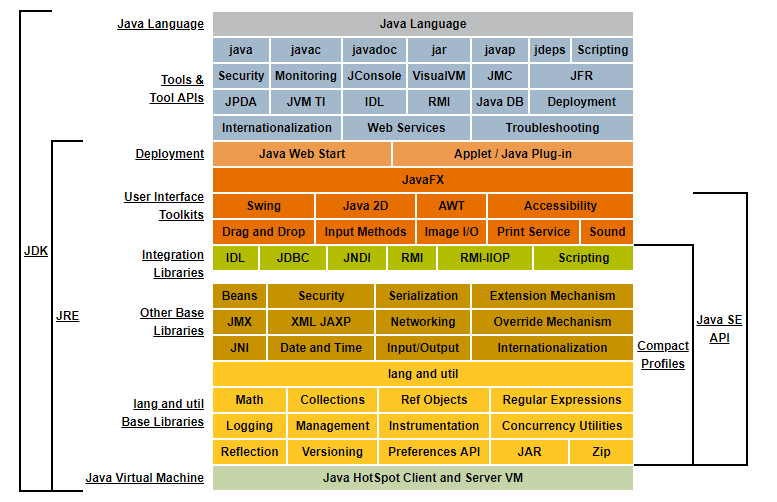 Java Language Java Language
java javac javadoc jar javap jdeps Scripting
Tools & Tool APIs
Security Monitoring JConsole VisualVM JMC JFR
JPDA JVM TI IDL RMI Java DB Deployment
Internationalization Web Services Troubleshooting
Deployment Java Web Start Applet / Java Plug-in
JavaFX
User Interface Toolkits
Swing Java 2D AWT Accessibility
Drag and Drop Input Methods Image I/O Print Service Sound
JDK
Integration Libraries
IDL JDBC JNDI RMI RMI-IIOP Scripting
Other Base Libraries
Beans Security Serialization Extension Mechanism
JMX XML JAXP Networking Override Mechanism
JRE
JNI Date and Time Input/Output Internationalization
Compact Profiles
Java SE API
lang and util
lang and util Base Libraries
Math Collections Ref Objects Regular Expressions
Logging Management Instrumentation Concurrency Utilities
Reflection Versioning Preferences API JAR Zip
Java Virtual Machine Java HotSpot Client and Server VM